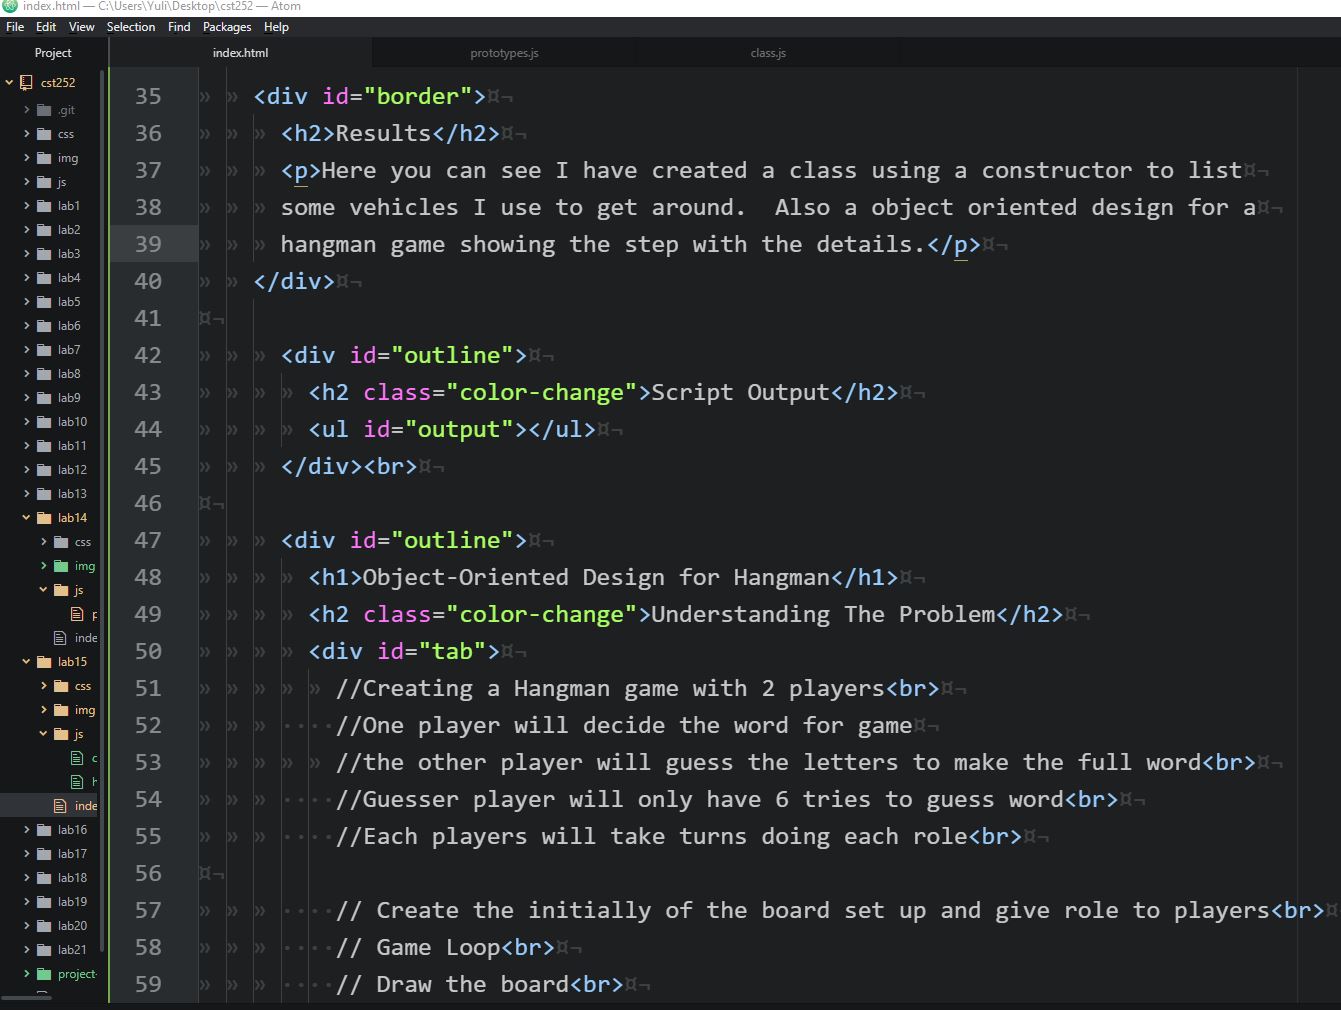 index.html — C:\Users\Yuli\Desktop\cst252 — Atom
File Edit View Selection Find Packages Help
Project index.html prototypes.js class.js
cst252
.git
css
img
js
lab1
lab2
lab3
lab4
lab5
lab6
lab7
lab8
lab9
lab10
lab11
lab12
lab13
lab14
css
img
js
inde
lab15
css
img
js
inde
lab16
lab17
lab18
lab19
lab20
lab21
project-
35 <div id="border">
36 <h2>Results</h2>
37 <p>Here you can see I have created a class using a constructor to list
38 some vehicles I use to get around.  Also a object oriented design for a
39 hangman game showing the step with the details.</p>
40 </div>
41
42 <div id="outline">
43 <h2 class="color-change">Script Output</h2>
44 <ul id="output"></ul>
45 </div><br>
46
47 <div id="outline">
48 <h1>Object-Oriented Design for Hangman</h1>
49 <h2 class="color-change">Understanding The Problem</h2>
50 <div id="tab">
51 //Creating a Hangman game with 2 players<br>
52 //One player will decide the word for game
53 //the other player will guess the letters to make the full word<br>
54 //Guesser player will only have 6 tries to guess word<br>
55 //Each players will take turns doing each role<br>
56
57 // Create the initially of the board set up and give role to players<br>
58 // Game Loop<br>
59 // Draw the board<br>